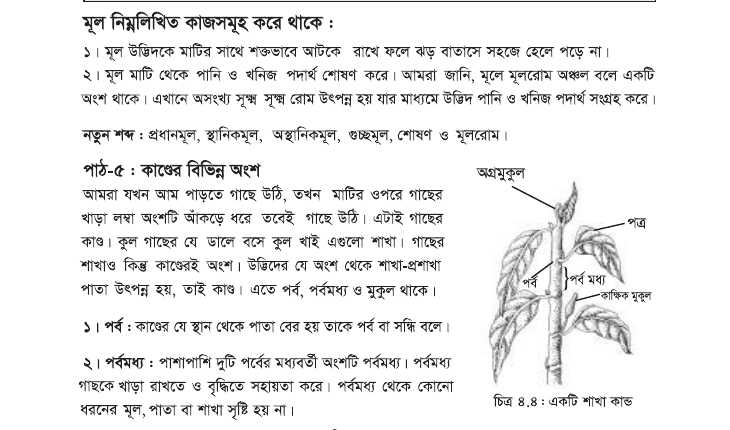 মূল নিম্নলিখিত কাজসমূহ করে থাকে :
১। মূল উদ্ভিদকে মাটির সাথে শক্তভাবে আটকে রাখে ফলে ঝড় বাতাসে সহজে হেলে পড়ে না।
২। মূল মাটি থেকে পানি ও খনিজ পদার্থ শোষণ করে। আমরা জানি, মূলে মূলরোম অঞ্চল বলে একটি
অংশ থাকে। এখানে অসংখ্য সূক্ষ্ম সূক্ষ্ম রোম উৎপন্ন হয় যার মাধ্যমে উদ্ভিদ পানি ও খনিজ পদার্থ সংগ্রহ করে।
নতুন শব্দ : প্রধানমূল, স্থানিকমূল, অস্থানিকমূল, গুচ্ছমূল, শোষণ ও মূলরোম।
পাঠ-৫ : কাণ্ডের বিভিন্ন অংশ
আমরা যখন আম পাড়তে গাছে উঠি, তখন মাটির ওপরে গাছের
খাড়া লম্বা অংশটি আঁকড়ে ধরে তবেই গাছে উঠি। এটাই গাছের
কাণ্ড। কুল গাছের যে ডালে বসে কুল খাই এগুলো শাখা। গাছের
শাখাও কিন্তু কাণ্ডেরই অংশ। উদ্ভিদের যে অংশ থেকে শাখা-প্রশাখা
পাতা উৎপন্ন হয়, তাই কাণ্ড। এতে পর্ব, পর্বমধ্য ও মুকুল থাকে।
১। পর্ব : কাণ্ডের যে স্থান থেকে পাতা বের হয় তাকে পর্ব বা সন্ধি বলে।
২। পর্বমধ্য : পাশাপাশি দুটি পর্বের মধ্যবর্তী অংশটি পর্বমধ্য। পর্বমধ্য
গাছকে খাড়া রাখতে ও বৃদ্ধিতে সহায়তা করে। পর্বমধ্য থেকে কোনো
ধরনের মূল, পাতা বা শাখা সৃষ্টি হয় না।
অগ্রমুকুল
পত্র
পর্ব
পর্ব মধ্য
কাক্ষিক মুকুল
চিত্র ৪.৪ : একটি শাখা কান্ড